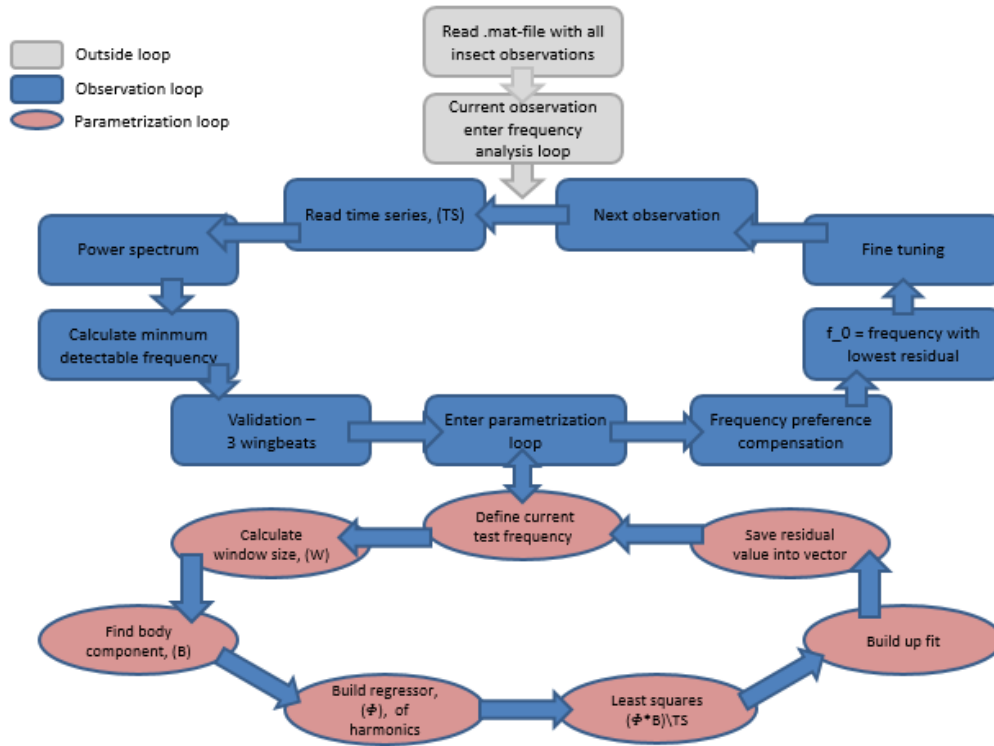 Read .mat-file with all
insect observations
Outside loop
Observation loop
Parametrization loop
Current observation
enter frequency
analysis loop
Read time series, (TS)
Next observation
Power spectrum
Fine tuning
Calculate minmum
detectable frequency
f_0 = frequency with
lowest residual
Validation –
3 wingbeats
Enter parametrization
loop
Frequency preference
compensation
Define current
test frequency
Calculate
window size, (W)
Save residual
value into vector
Find body
component, (B)
Build up fit
Build regressor,
(Φ), of
harmonics
Least squares
(Φ*B)\TS